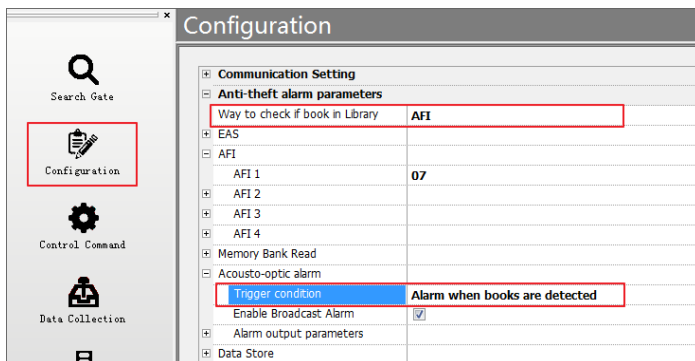 Configuration
Search Gate
Configuration
Control Command
Data Collection
Communication Setting
Anti-theft alarm parameters
Way to check if book in Library AFI
EAS
AFI
AFI 1 07
AFI 2
AFI 3
AFI 4
Memory Bank Read
Acousto-optic alarm
Trigger condition Alarm when books are detected
Enable Broadcast Alarm
Alarm output parameters
Data Store